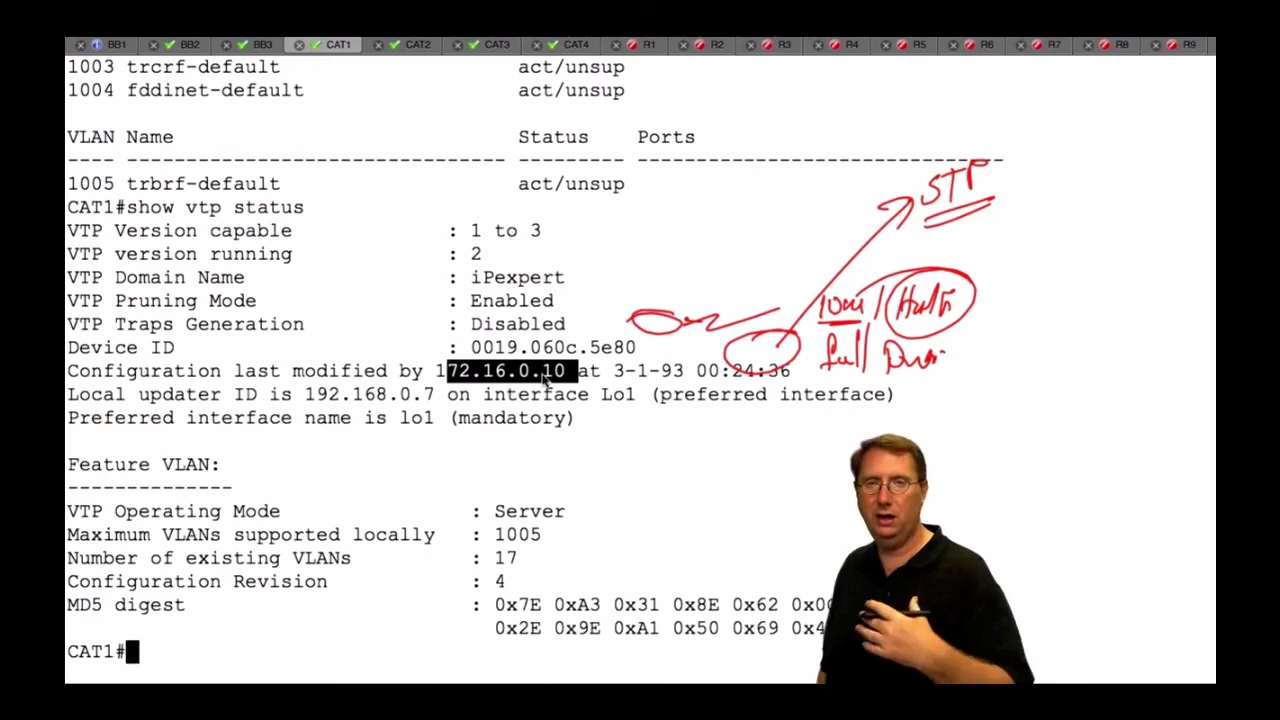 BB1 BB2 BB3 CAT1 CAT2 CAT3 CAT4 R1 R2 R3 R4 R5 R6 R7 R8 R9
1003 trcrf-default act/unsup
1004 fddinet-default act/unsup
VLAN Name Status Ports
---- -------------------------------- --------- -------------------------------
1005 trbrf-default act/unsup
CAT1#show vtp status
VTP Version capable : 1 to 3
VTP version running : 2
VTP Domain Name : iPexpert
VTP Pruning Mode : Enabled
VTP Traps Generation : Disabled
Device ID : 0019.060c.5e80
Configuration last modified by 172.16.0.10 at 3-1-93 00:24:36
Local updater ID is 192.168.0.7 on interface Lo1 (preferred interface)
Preferred interface name is lo1 (mandatory)
Feature VLAN:
--------------
VTP Operating Mode : Server
Maximum VLANs supported locally : 1005
Number of existing VLANs : 17
Configuration Revision : 4
MD5 digest : 0x7E 0xA3 0x31 0x8E 0x62
0x2E 0x9E 0xA1 0x50 0x69
CAT1#
STP
full